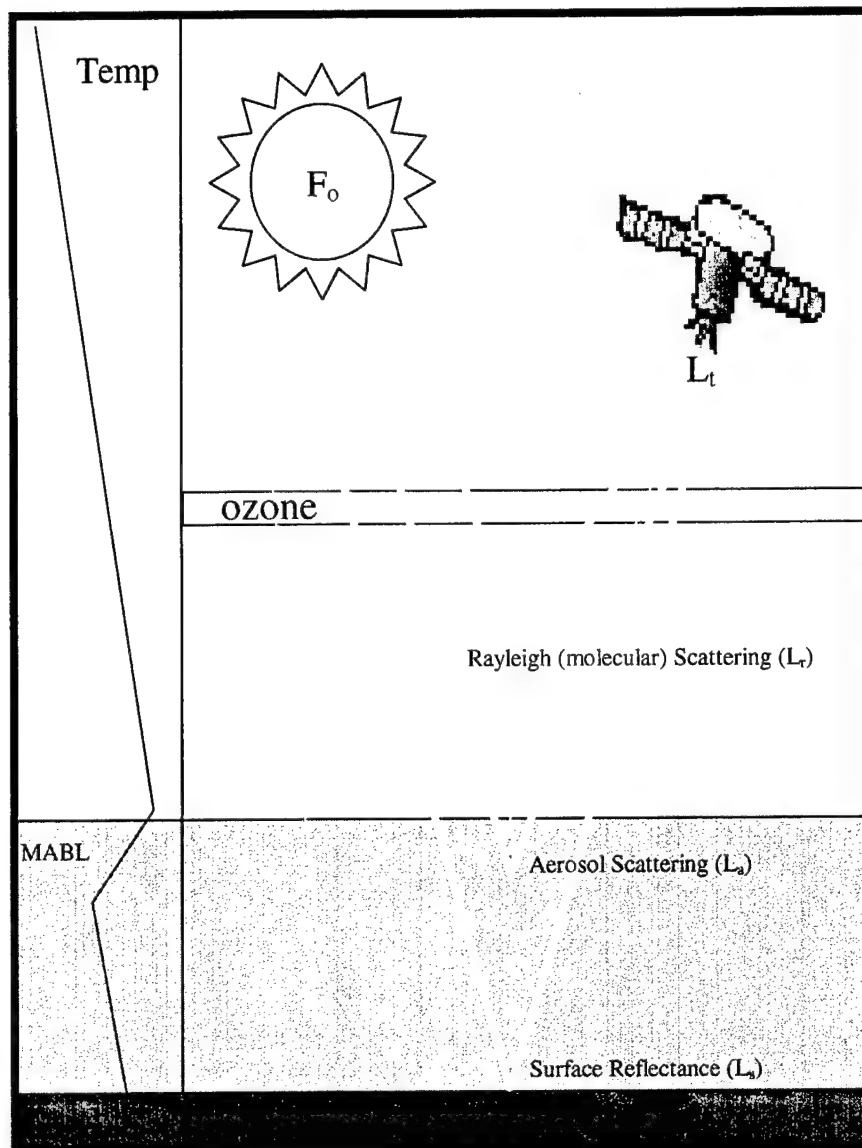 Temp
Fo
Lt
ozone
Rayleigh (molecular) Scattering (Lr)
MABL
Aerosol Scattering (La)
Surface Reflectance (Ls)